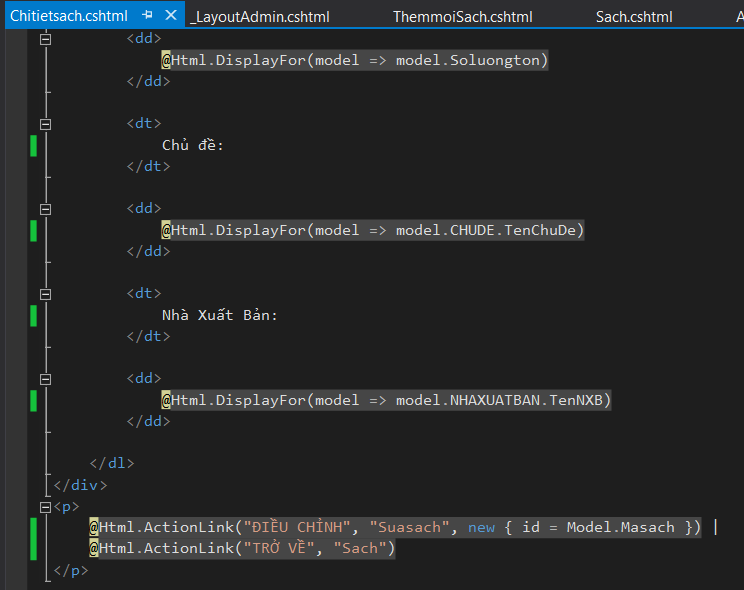 Chitietsach.cshtml _LayoutAdmin.cshtml ThemmoiSach.cshtml Sach.cshtml A
<dd>
@Html.DisplayFor(model => model.Soluongton)
</dd>
<dt>
Chủ đề:
</dt>
<dd>
@Html.DisplayFor(model => model.CHUDE.TenChuDe)
</dd>
<dt>
Nhà Xuất Bản:
</dt>
<dd>
@Html.DisplayFor(model => model.NHAXUATBAN.TenNXB)
</dd>
</dl>
</div>
<p>
@Html.ActionLink("ĐIỀU CHỈNH", "Suasach", new { id = Model.Masach }) |
@Html.ActionLink("TRỞ VỀ", "Sach")
</p>